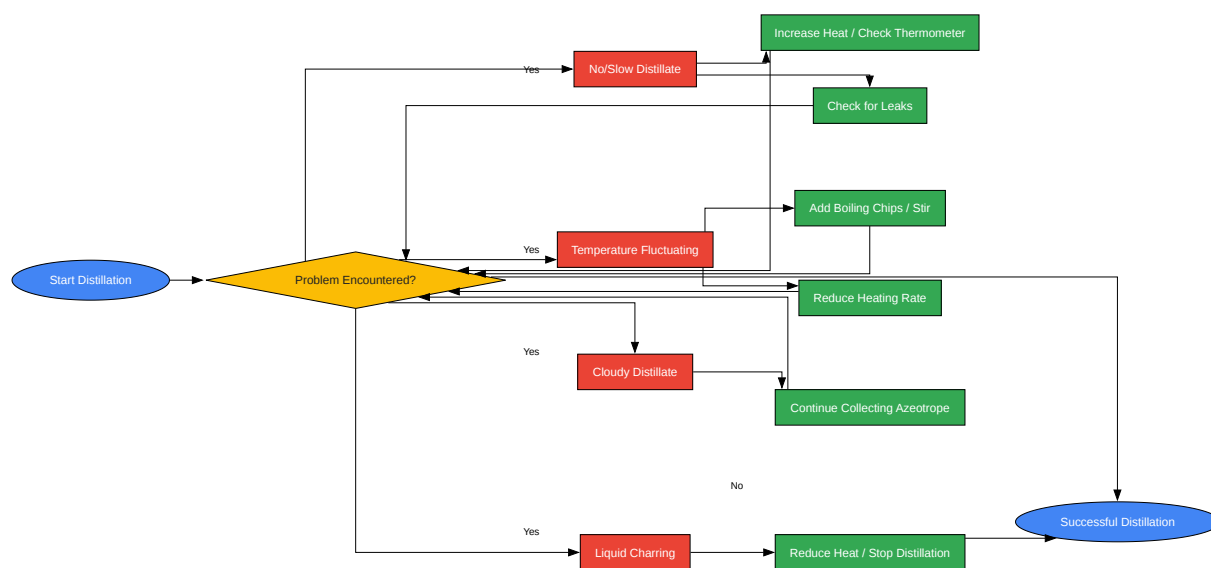 Increase Heat / Check Thermometer
Yes
No/Slow Distillate
Check for Leaks
Add Boiling Chips / Stir
Yes
Temperature Fluctuating
Start Distillation
Problem Encountered?
Reduce Heating Rate
Yes
Cloudy Distillate
Continue Collecting Azeotrope
No
Successful Distillation
Yes
Liquid Charring
Reduce Heat / Stop Distillation